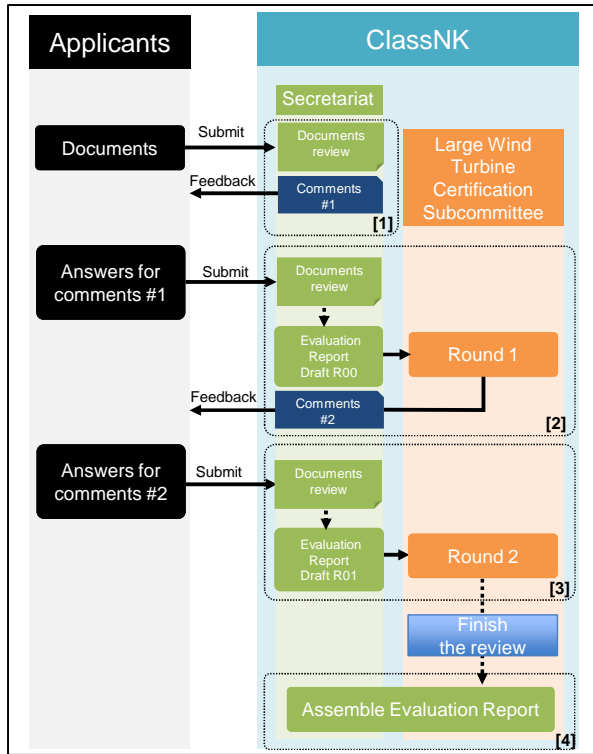 Applicants
ClassNK
Secretariat
Documents
Submit
Documents
review
Large Wind
Turbine
Certification
Subcommittee
Feedback
Comments
#1
[1]
Answers for
comments #1
Submit
Documents
review
Evaluation
Report
Draft R00
Round 1
Feedback
Comments
#2
[2]
Answers for
comments #2
Submit
Documents
review
Evaluation
Report
Draft R01
Round 2
[3]
Finish
the review
Assemble Evaluation Report
[4]